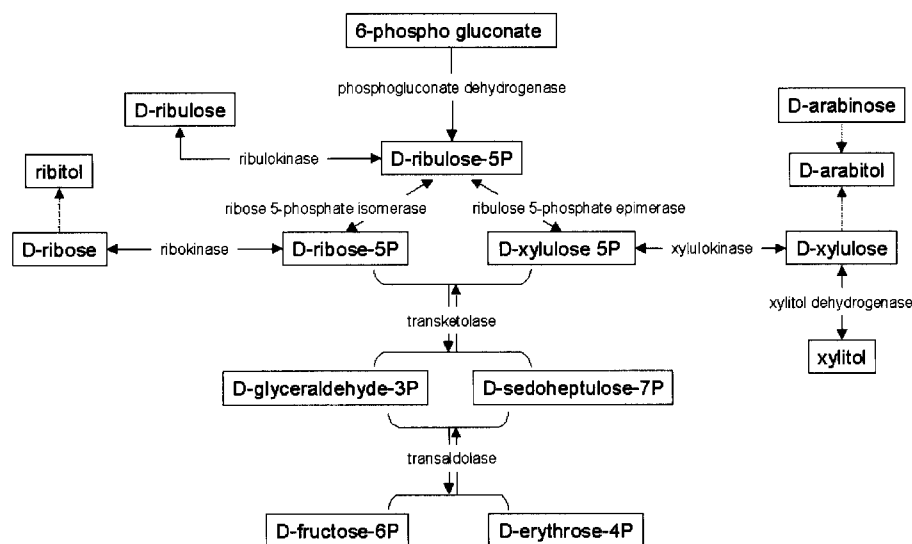 6-phospho gluconate
phosphogluconate dehydrogenase
D-ribulose
D-arabinose
ribulokinase
D-ribulose-5P
ribitol
D-arabitol
ribose 5-phosphate isomerase
ribulose 5-phosphate epimerase
D-ribose
ribokinase
D-ribose-5P
D-xylulose 5P
xylulokinase
D-xylulose
xylitol dehydrogenase
transketolase
xylitol
D-glyceraldehyde-3P
D-sedoheptulose-7P
transaldolase
D-fructose-6P
D-erythrose-4P